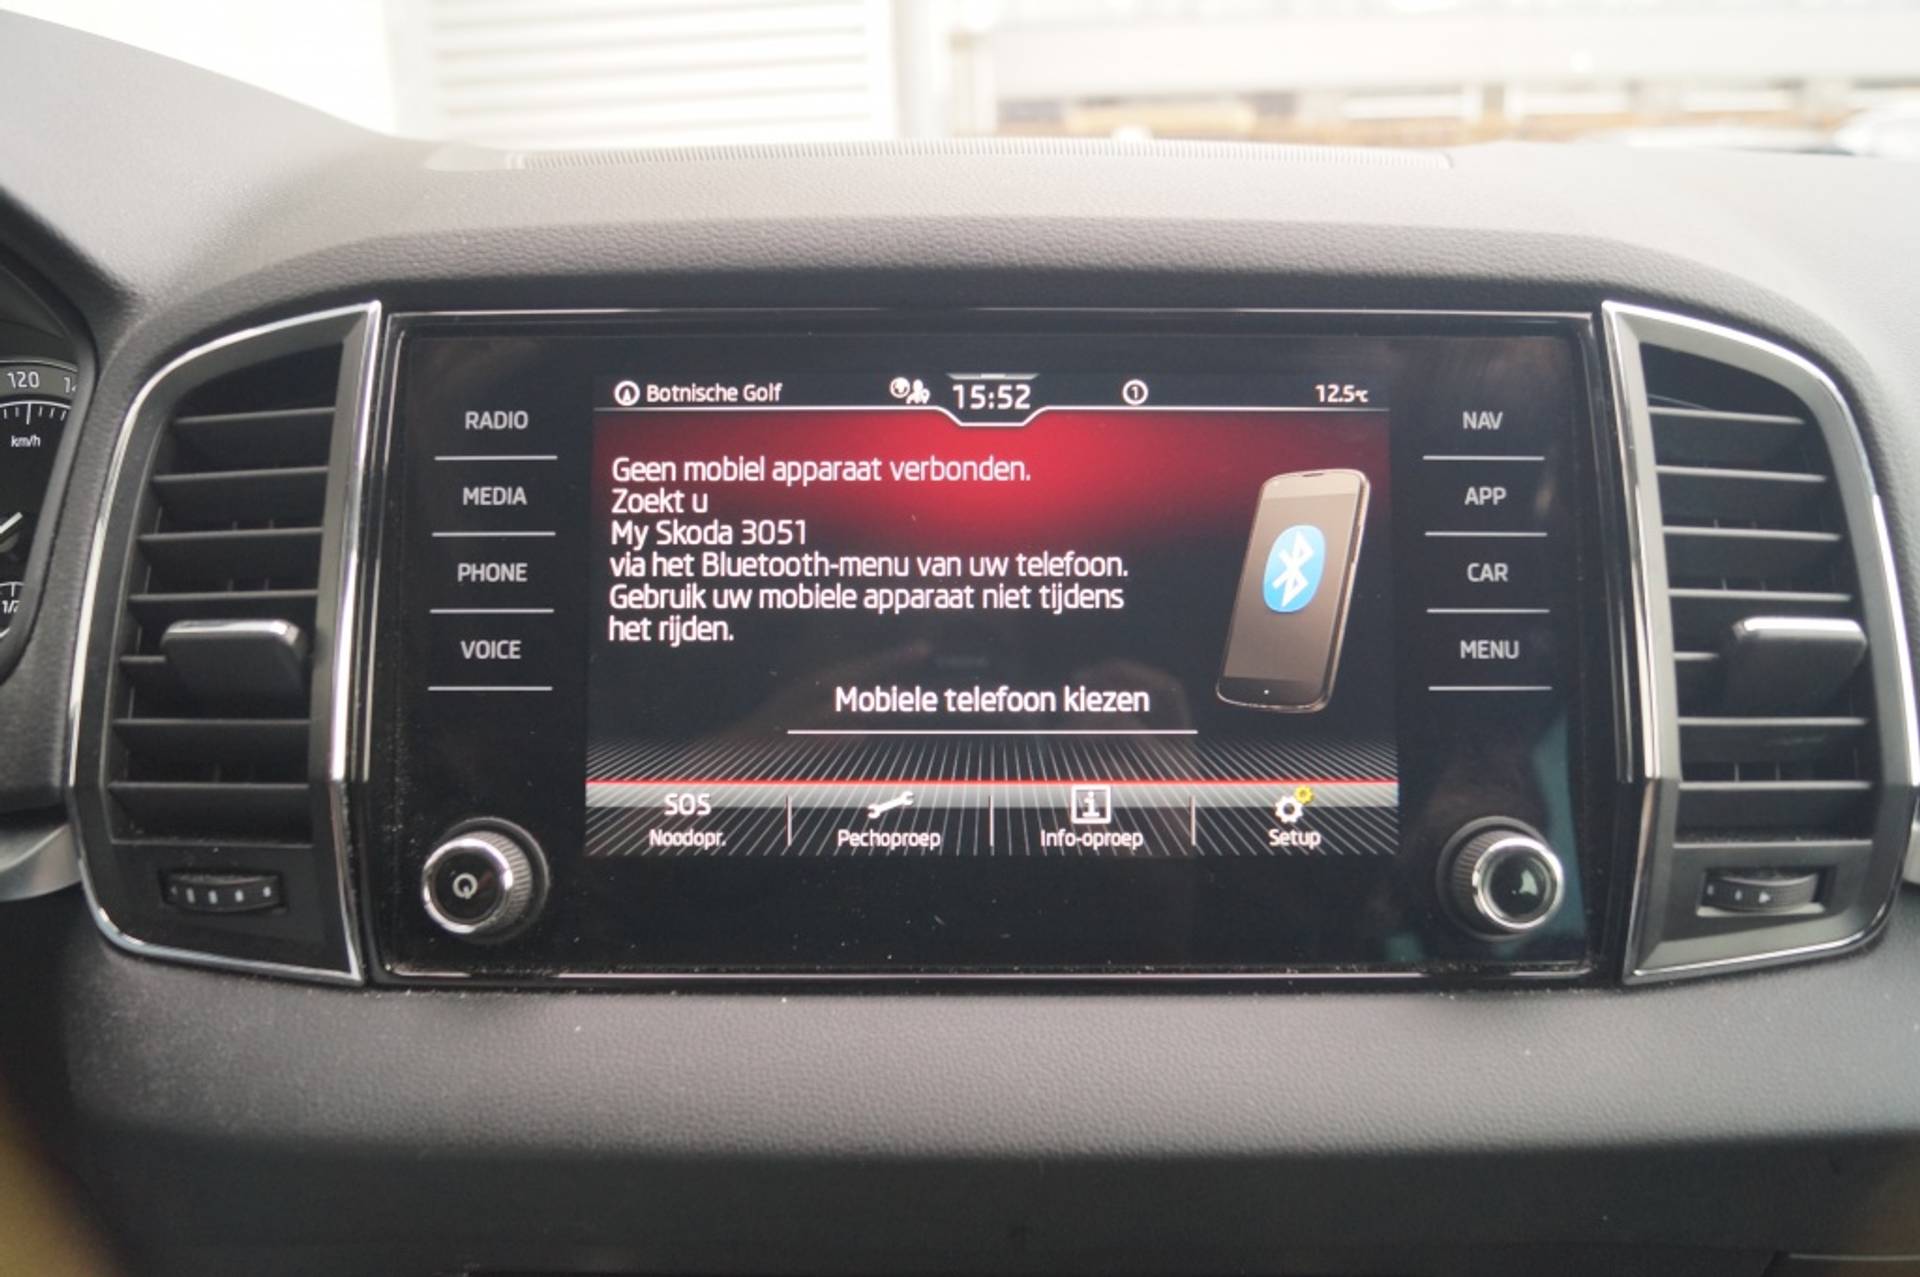 120
km/h
Botnische Golf
15:52
1
12.5°C
RADIO
MEDIA
PHONE
VOICE
NAV
APP
CAR
MENU
Geen mobiel apparaat verbonden.
Zoekt u
My Skoda 3051
via het Bluetooth-menu van uw telefoon.
Gebruik uw mobiele apparaat niet tijdens
het rijden.
Mobiele telefoon kiezen
SOS
Noodopr.
Pechoproep
i
Info-oproep
Setup